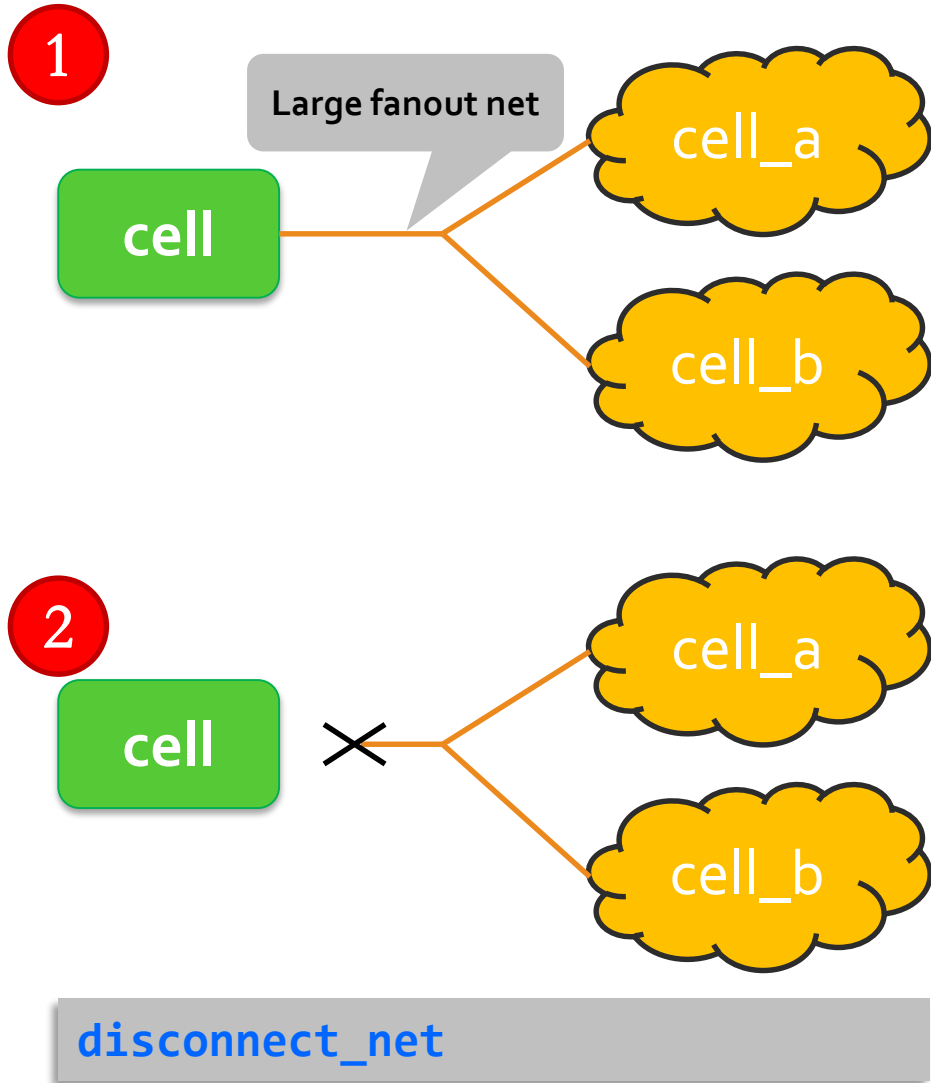 1
Large fanout net
cell
cell_a
cell_b
2
cell
cell_a
cell_b
disconnect_net